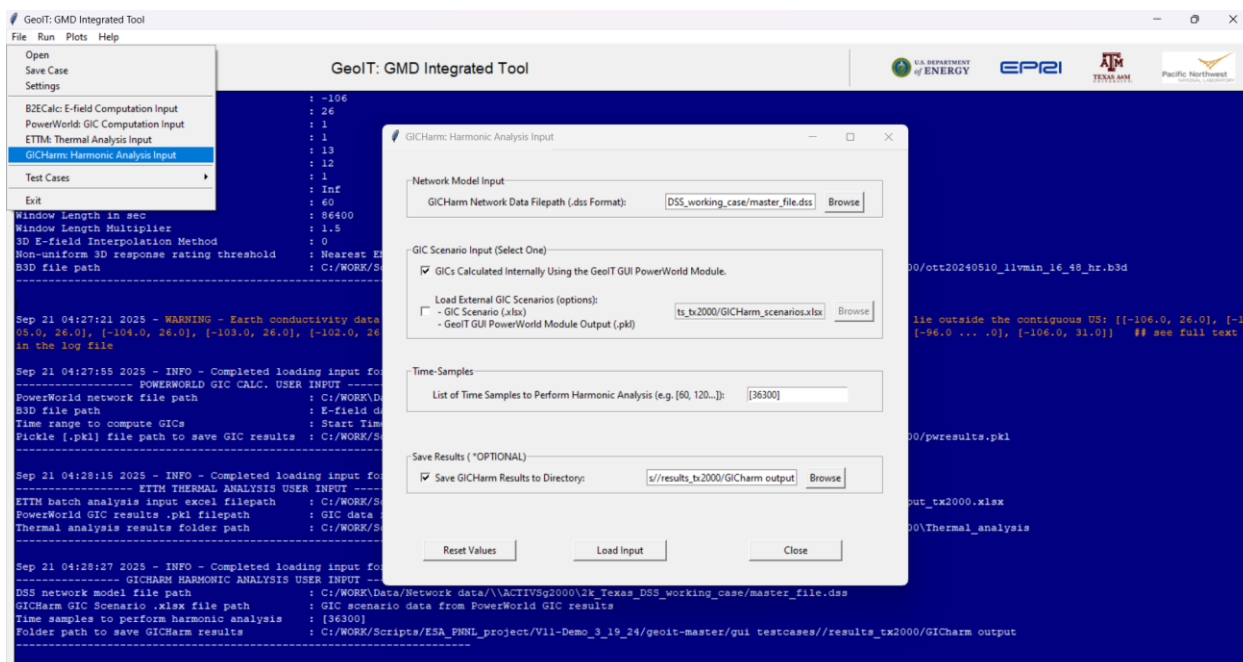 GeoIT: GMD Integrated Tool
File Run Plots Help
Open
Save Case
Settings
B2ECalc: E-field Computation Input
PowerWorld: GIC Computation Input
ETTM: Thermal Analysis Input
GICHarm: Harmonic Analysis Input
Test Cases
Exit
GeoIT: GMD Integrated Tool
U.S. DEPARTMENT of ENERGY
EPRI
TEXAS A&M
Pacific Northwest
NATIONAL LABORATORY
: -106
: 26
: 1
: 1
: 13
: 12
: 1
: Inf
: 60
Window Length in sec : 86400
Window Length Multiplier : 1.5
3D E-field Interpolation Method : 0
Non-uniform 3D response rating threshold : Nearest E
B3D file path : C:/WORK/S 00/ott20240510_11vmin_16_48_hr.b3d
Sep 21 04:27:21 2025 - WARNING - Earth conductivity data lie outside the contiguous US: [[-106.0, 26.0], [-1
05.0, 26.0], [-104.0, 26.0], [-103.0, 26.0], [-102.0, 26 [-96.0 ... .0], [-106.0, 31.0]] ## see full text
in the log file
Sep 21 04:27:55 2025 - INFO - Completed loading input fo
------------------ POWERWORLD GIC CALC. USER INPUT -----
PowerWorld network file path : C:/WORK\D
B3D file path : E-field d
Time range to compute GICs : Start Tim
Pickle [.pkl] file path to save GIC results : C:/WORK/S 00/pwresults.pkl
Sep 21 04:28:15 2025 - INFO - Completed loading input fo
------------------ ETTM THERMAL ANALYSIS USER INPUT ----
ETTM batch analysis input excel filepath : C:/WORK/S put_tx2000.xlsx
PowerWorld GIC results .pkl filepath : GIC data
Thermal analysis results folder path : C:/WORK/S 00\Thermal_analysis
Sep 21 04:28:27 2025 - INFO - Completed loading input fo
---------------- GICHARM HARMONIC ANALYSIS USER INPUT --
DSS network model file path : C:/WORK\Data/Network data/\\ACTIVSg2000\2k_Texas_DSS_working_case/master_file.dss
GICHarm GIC Scenario .xlsx file path : GIC scenario data from PowerWorld GIC results
Time samples to perform harmonic analysis : [36300]
Folder path to save GICHarm results : C:/WORK/Scripts/ESA_PNNL_project/V11-Demo_3_19_24/geoit-master/gui testcases//results_tx2000/GICharm output
GICHarm: Harmonic Analysis Input
Network Model Input
GICHarm Network Data Filepath (.dss Format): DSS_working_case/master_file.dss Browse
GIC Scenario Input (Select One)
GICs Calculated Internally Using the GeoIT GUI PowerWorld Module.
Load External GIC Scenarios (options):
- GIC Scenario (.xlsx) ts_tx2000/GICHarm_scenarios.xlsx Browse
- GeoIT GUI PowerWorld Module Output (.pkl)
Time-Samples
List of Time Samples to Perform Harmonic Analysis (e.g. [60, 120...]): [36300]
Save Results ( *OPTIONAL)
Save GICHarm Results to Directory: s//results_tx2000/GICharm output Browse
Reset Values Load Input Close